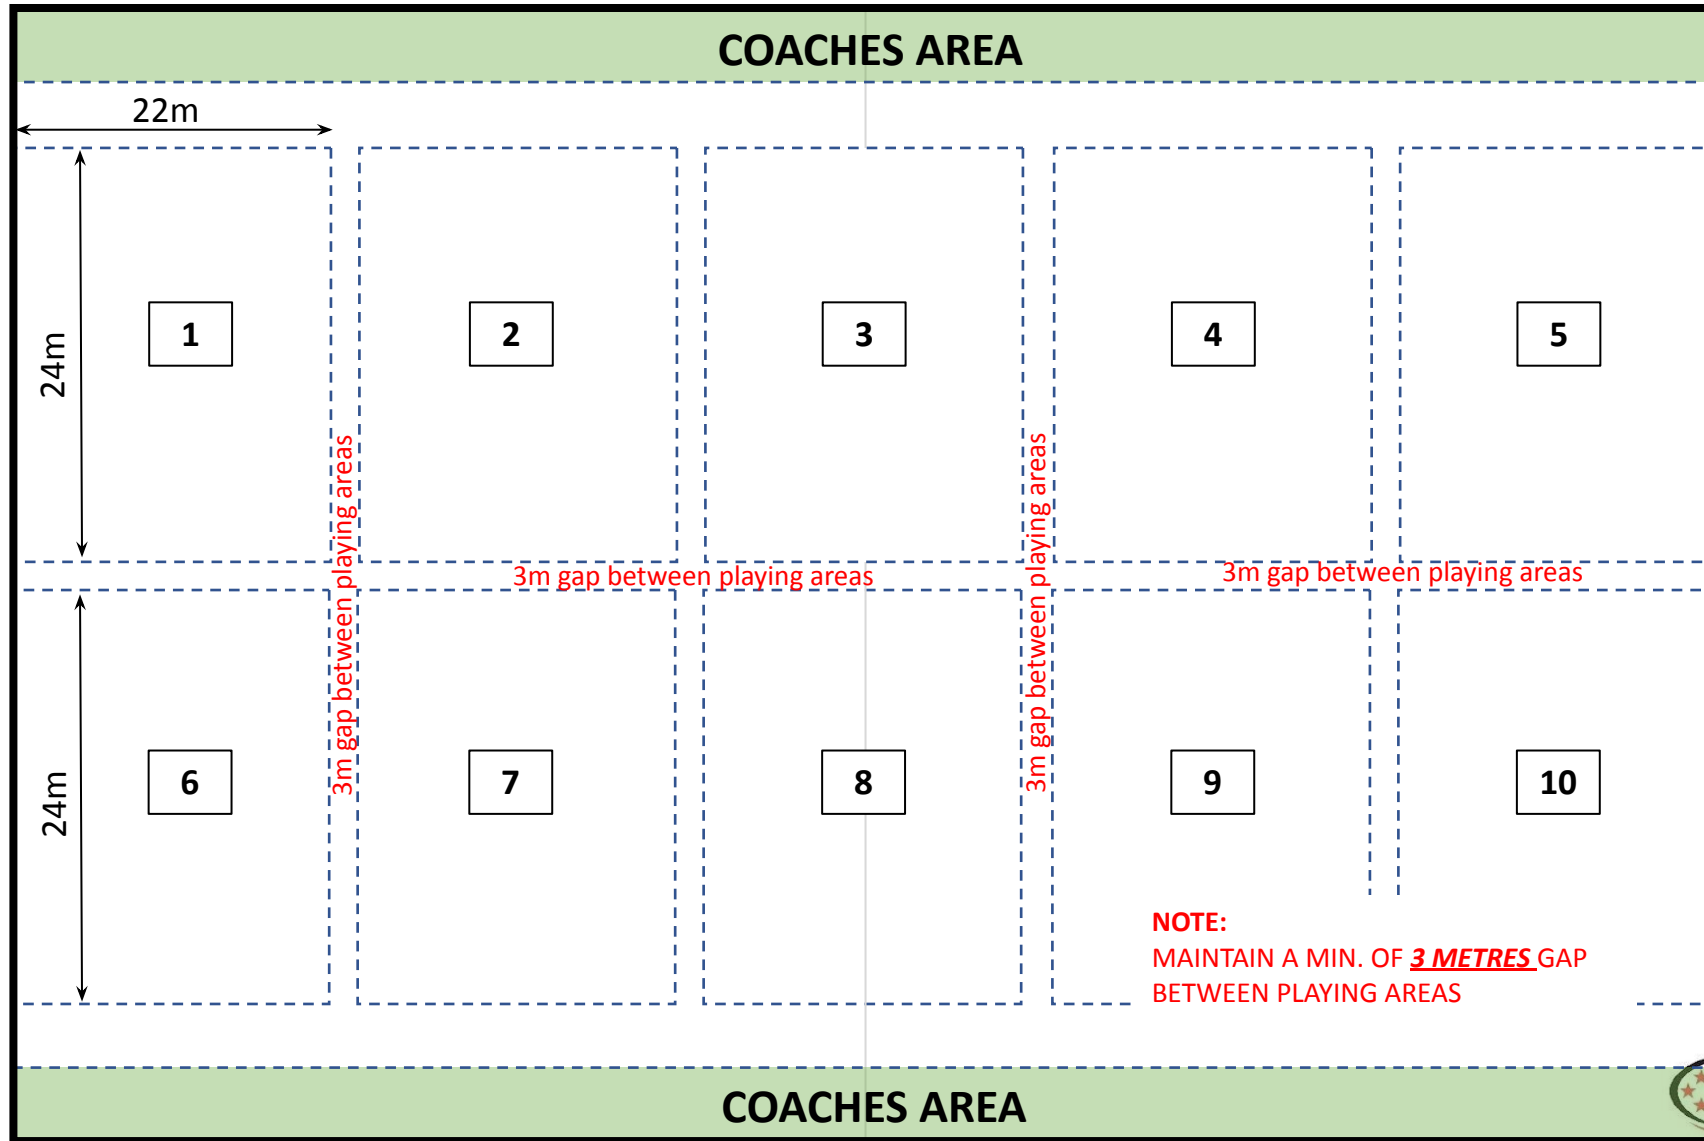 COACHES AREA
22m
24m
1
2
3
4
5
3m gap between playing areas
3m gap between playing areas
3m gap between playing areas
3m gap between playing areas
24m
6
7
8
9
10
NOTE:
MAINTAIN A MIN. OF 3 METRES GAP
BETWEEN PLAYING AREAS
COACHES AREA